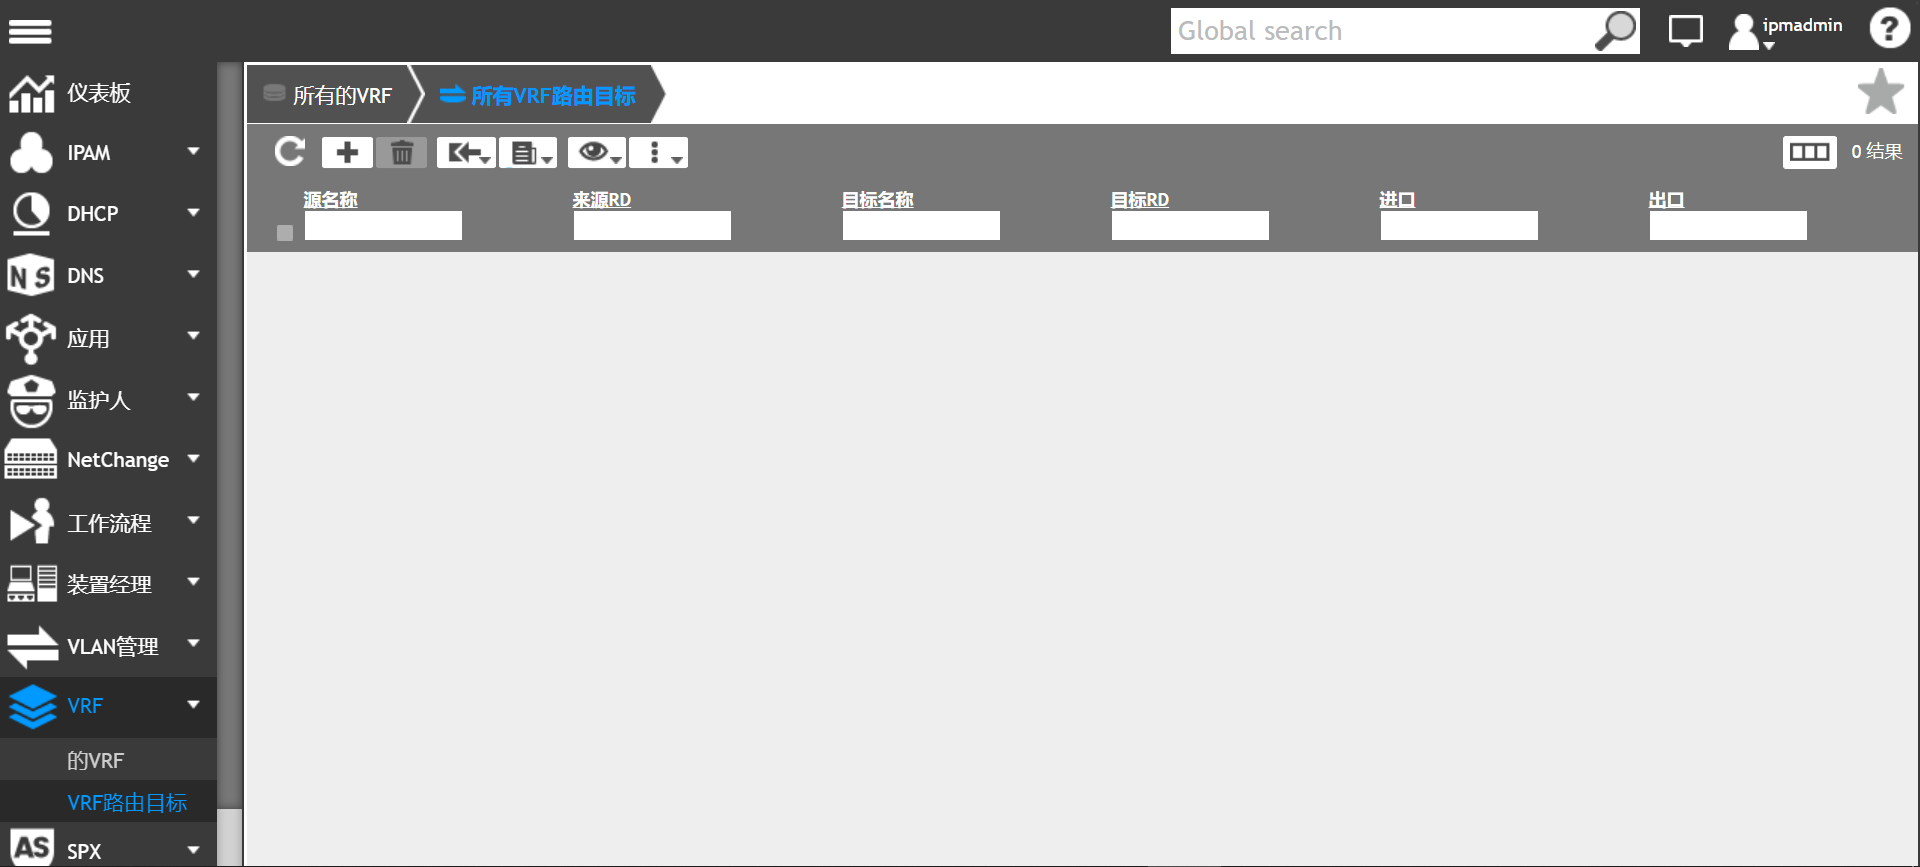 Global search
ipmadmin
?
仪表板
IPAM
DHCP
NS
DNS
应用
监护人
NetChange
工作流程
装置经理
VLAN管理
VRF
的VRF
VRF路由目标
AS
SPX
所有的VRF
所有VRF路由目标
0 结果
源名称
来源RD
目标名称
目标RD
进口
出口